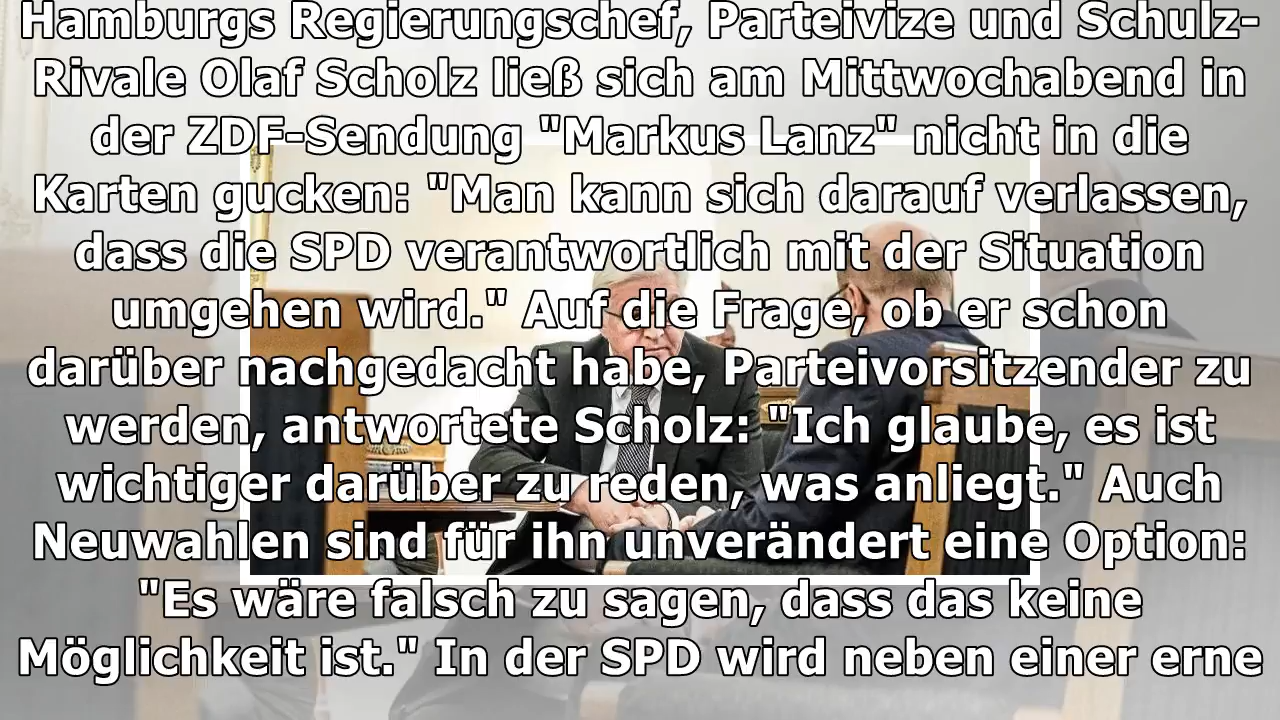 Hamburgs Regierungschef, Parteivize und Schulz-
Rivale Olaf Scholz ließ sich am Mittwochabend in
der ZDF-Sendung "Markus Lanz" nicht in die
Karten gucken: "Man kann sich darauf verlassen,
dass die SPD verantwortlich mit der Situation
umgehen wird." Auf die Frage, ob er schon
darüber nachgedacht habe, Parteivorsitzender zu
werden, antwortete Scholz: "Ich glaube, es ist
wichtiger darüber zu reden, was anliegt." Auch
Neuwahlen sind für ihn unverändert eine Option:
"Es wäre falsch zu sagen, dass das keine
Möglichkeit ist." In der SPD wird neben einer erne